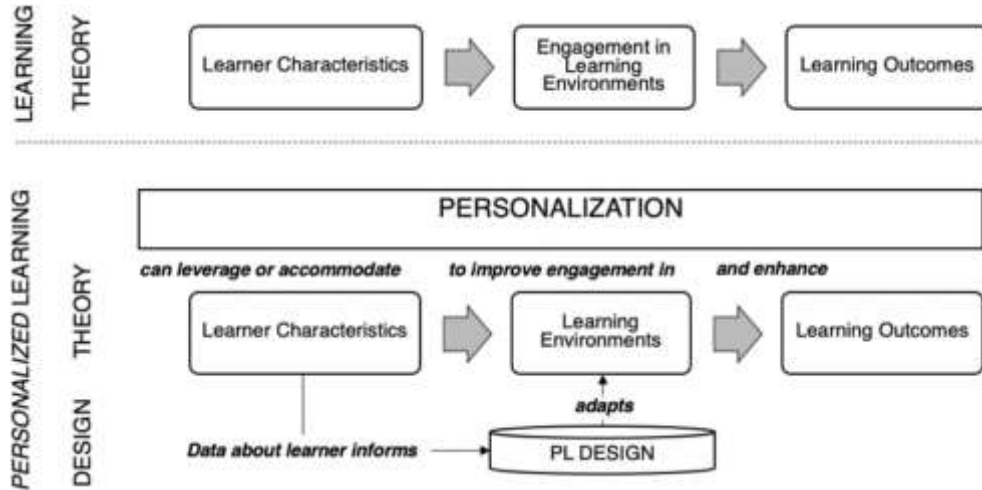 LEARNING
THEORY
Learner Characteristics
Engagement in
Learning
Environments
Learning Outcomes
PERSONALIZED LEARNING
THEORY
DESIGN
PERSONALIZATION
can leverage or accommodate
to improve engagement in
and enhance
Learner Characteristics
Learning
Environments
Learning Outcomes
adapts
Data about learner informs
PL DESIGN